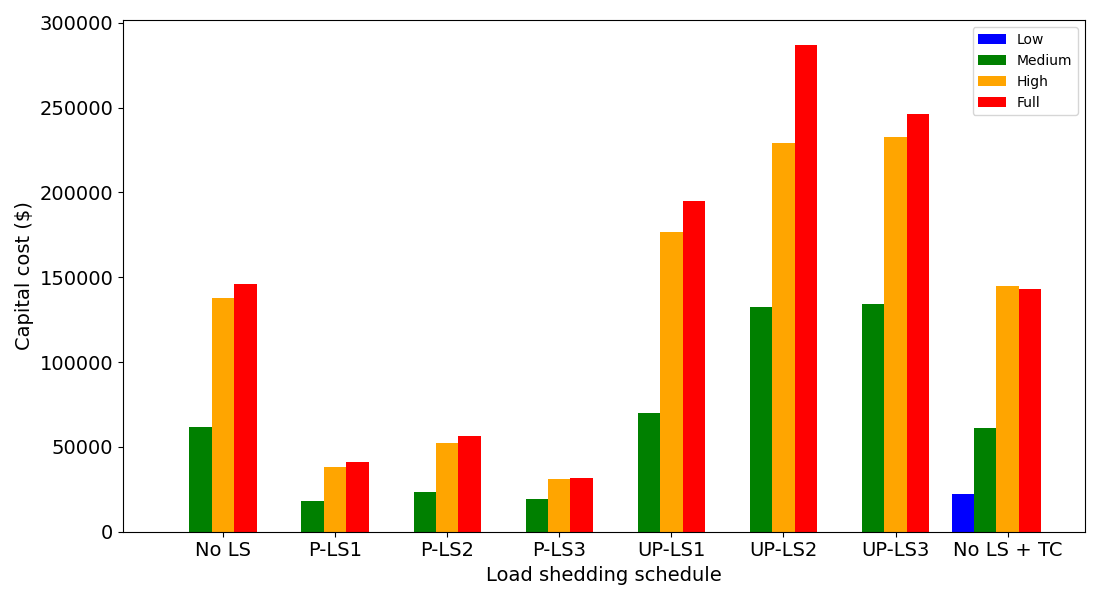 300000
250000
200000
150000
100000
50000
0
Capital cost ($)
Low
Medium
High
Full
No LS
P-LS1
P-LS2
P-LS3
UP-LS1
UP-LS2
UP-LS3
No LS + TC
Load shedding schedule